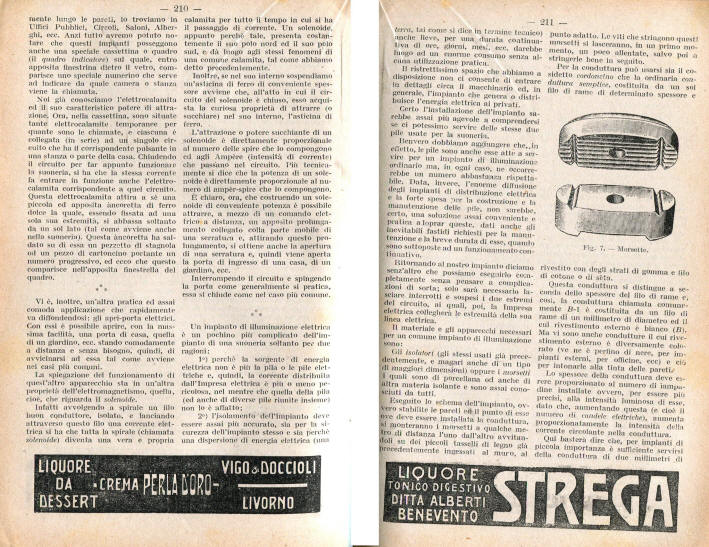 — 210 —
mente lungo le pareti, lo troviamo in
Uffici Pubblici, Circoli, Saloni, Alber-
ghi, ecc. Anzi tutto avremo potuto no-
tare che questi impianti posseggono
anche una speciale cassettina o quadro
(il quadro indicatore) sul quale, entro
apposita finestrina dietro il vetro, com-
parisce uno speciale numerino che serve
ad indicare da quale camera o stanza
viene la chiamata.
Noi già conosciamo l'elettrocalamita
ed il suo caratteristico potere di attra-
zione. Ora, nella cassettina, sono situate
tante elettrocalamite temporanee per
quante sono le chiamate, e ciascuna è
collegata (in serie) ad un singolo cir-
cuito che ha il corrispondente pulsante in
una stanza o parte della casa. Chiudendo
il circuito per far appunto funzionare
la suoneria, si ha che la stessa corrente
fa entrare in funzione anche l'elettro-
calamita corrispondente a quel circuito.
Questa elettrocalamita attira a sè una
piccola ed apposita ancoretta di ferro
dolce la quale, essendo fissata ad una
sola sua estremità, si abbassa soltanto
da un sol lato (tal come avviene anche
nella suoneria). Questa ancoretta ha sal-
dato su di essa un pezzetto di stagnola
od un pezzo di cartoncino portante un
numero progressivo, ed ecco che questo
comparisce nell'apposita finestrella del
quadro.
Vi è, inoltre, un'altra pratica ed assai
comoda applicazione che rapidamente
va diffondendosi: gli apri-porta elettrici.
Con essi è possibile aprire, con la mas-
sima facilità, una porta di casa, quella
di un giardino, ecc. stando comodamente
a distanza e senza bisogno, quindi, di
avvicinarsi ad essa tal come avviene
nei casi più comuni.
La spiegazione del funzionamento di
quest'altro apparecchio sta in un'altra
proprietà dell'elettromagnetismo, quella,
cioè, che riguarda il solenoide.
Infatti avvolgendo a spirale un filo
buon conduttore, isolato, e lanciando
attraverso questo filo una corrente elet-
trica si ha che tutta la spirale (chiamata
solenoide) diventa una vera e propria
calamita per tutto il tempo in cui si ha
il passaggio di corrente. Un solenoide,
appunto perchè tale, presenta costan-
temente il suo polo nord ed il suo polo
sud, e dà luogo agli stessi fenomeni di
una comune calamita, tal come abbiamo
detto precedentemente.
Inoltre, se nel suo interno sospendiamo
un'asticina di ferro di conveniente spes-
sore avviene che, all'atto in cui il cir-
cuito del solenoide è chiuso, esso acqui-
sta la curiosa proprietà di attrarre (o
succhiare) nel suo interno, l'asticina di
ferro.
L'attrazione o potere succhiante di un
solenoide è direttamente proporzionale
al numero delle spire che lo compongono
ed agli Ampère (intensità di corrente)
che passano nel circuito. Più tecnica-
mente si dice che la potenza di un sole-
noide è direttamente proporzionale al nu-
mero di ampèr-spire che lo compongono.
È chiaro, ora, che costruendo un sole-
noide di conveniente potenza è possibile
attrarre, a mezzo di un comando elet-
trico a distanza, un apposito prolunga-
mento collegato colla parte mobile di
una serratura e, attirando questo pro-
lungamento, si ottiene anche la apertura
di una serratura e, quindi viene aperta
la porta di ingresso di una casa, di un
giardino, ecc.
Interrompendo il circuito e spingendo
la porta come generalmente si pratica,
essa si chiude come nel caso più comune.
Un impianto di illuminazione elettrica
è un pochino più complicato dell'im-
pianto di una suoneria soltanto per due
ragioni:
1º) perchè la sorgente di energia
elettrica non è più la pila o le pile elet-
triche e, quindi, la corrente distribuita
dall'Impresa elettrica è più o meno pe-
ricolosa, nel mentre che quella della pila
(ed anche di diverse pile riunite insieme)
non lo è affatto;
2º) l'isolamento dell'impianto deve
essere assai più accurato, sia per la si-
curezza dell'impianto stesso e sia perchè
una dispersione di energia elettrica (una
LIQUORE
DA
DESSERT
-CREMA PERLA D'ORO-
VIGO & DOCCIOLI
LIVORNO
— 211 —
terra, tal come si dice in termine tecnico)
anche lieve, per una durata continua-
tiva di ore, giorni, mesi, ecc. darebbe
luogo ad un enorme consumo senza al-
cuna utilizzazione pratica.
Il ristrettissimo spazio che abbiamo a
disposizione non ci consente di entrare
in dettagli circa il macchinario ed, in
generale, l'impianto che genera o distri-
buisce l'energia elettrica ai privati.
Certo l'installazione dell'impianto sa-
rebbe assai più agevole a comprendersi
se ci potessimo servire delle stesse due
pile usate per la suoneria.
Benvero dobbiamo aggiungere che, in
effetto, le pile sono anche esse atte a ser-
vire per un impianto di illuminazione
ordinario ma, in ogni caso, ne occorre-
rebbe un numero abbastanza rispetta-
bile. Data, invece, l'enorme diffusione
degli impianti di distribuzione elettrica
e la forte spesa per la costruzione e la
manutenzione delle pile, non sarebbe,
certo, una soluzione assai conveniente e
pratica adoprar queste, dati anche gli
inevitabili fastidi richiesti per la manu-
tenzione e la breve durata di esse, quando
sono sottoposte ad un funzionamento con-
tinuativo.
Ritornando al nostro impianto diciamo
senz'altro che possiamo eseguirlo com-
pletamente senza pensare a complica-
zioni di sorta; solo sarà necessario la-
sciare interrotti e sospesi i due estremi
del circuito, ai quali, poi, la Impresa
elettrica collegherà le estremità della sua
linea elettrica.
Il materiale e gli apparecchi necessari
per un comune impianto di illuminazione
sono:
Gli isolatori (gli stessi usati già prece-
dentemente, e magari anche di un tipo
di maggiori dimensioni) oppure i morsetti
i quali sono di porcellana od anche di
altra materia isolante e sono assai cono-
sciuti da tutti.
Eseguito lo schema dell'impianto, ov-
vero stabilite le pareti ed il punto di esse
ove deve essere installata la conduttura,
si monteranno i morsetti a qualche me-
tro di distanza l'uno dall'altro avvitan-
doli su dei piccoli tasselli di legno già
precedentemente ingessati al muro, al
punto adatto. Le viti che stringono questi
morsetti si lasceranno, in un primo mo-
mento, un poco allentate, salvo poi a
stringerle bene in seguito.
Per la conduttura può usarsi sia il co-
sidetto cordoncino che la ordinaria con-
duttura semplice, costituita da un sol
filo di rame di determinato spessore e
Fig. 7. — Morsetto.
rivestito con degli strati di gomma e filo
di cotone o di seta.
Questa conduttura si distingue a se-
conda dello spessore del filo di rame e,
così, la conduttura chiamata comune-
mente B-1 è costituita da un filo di
rame di un millimetro di diametro ed il
cui rivestimento esterno è bianco (B).
Ma vi sono anche condutture il cui rive-
stimento esterno è diversamente colo-
rato (ve ne è perfino di nere, per im-
pianti esterni, per officine, ecc.) e ciò
per intonarle alla tinta delle pareti.
Lo spessore della conduttura deve es-
sere proporzionato al numero di lampa-
dine installate ovvero, per essere più
precisi, alla intensità luminosa di esse,
dato che, aumentando questa (e cioè il
numero di candele elettriche), aumenta
proporzionatamente la intensità della
corrente circolante nella conduttura.
Qui basterà dire che, per impianti di
piccola importanza è sufficiente servirsi
della conduttura di due millimetri di
LIQUORE
TONICO DIGESTIVO
DITTA ALBERTI
BENEVENTO
STREGA